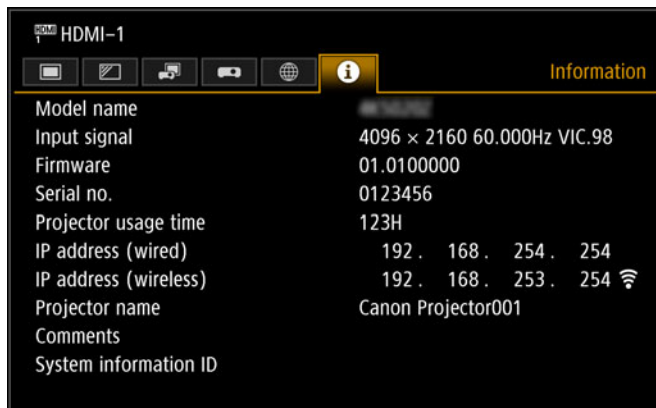 HDMI 1 HDMI-1
Information
Model name
Input signal 4096 × 2160 60.000Hz VIC.98
Firmware 01.0100000
Serial no. 0123456
Projector usage time 123H
IP address (wired) 192 . 168 . 254 . 254
IP address (wireless) 192 . 168 . 253 . 254
Projector name Canon Projector001
Comments
System information ID